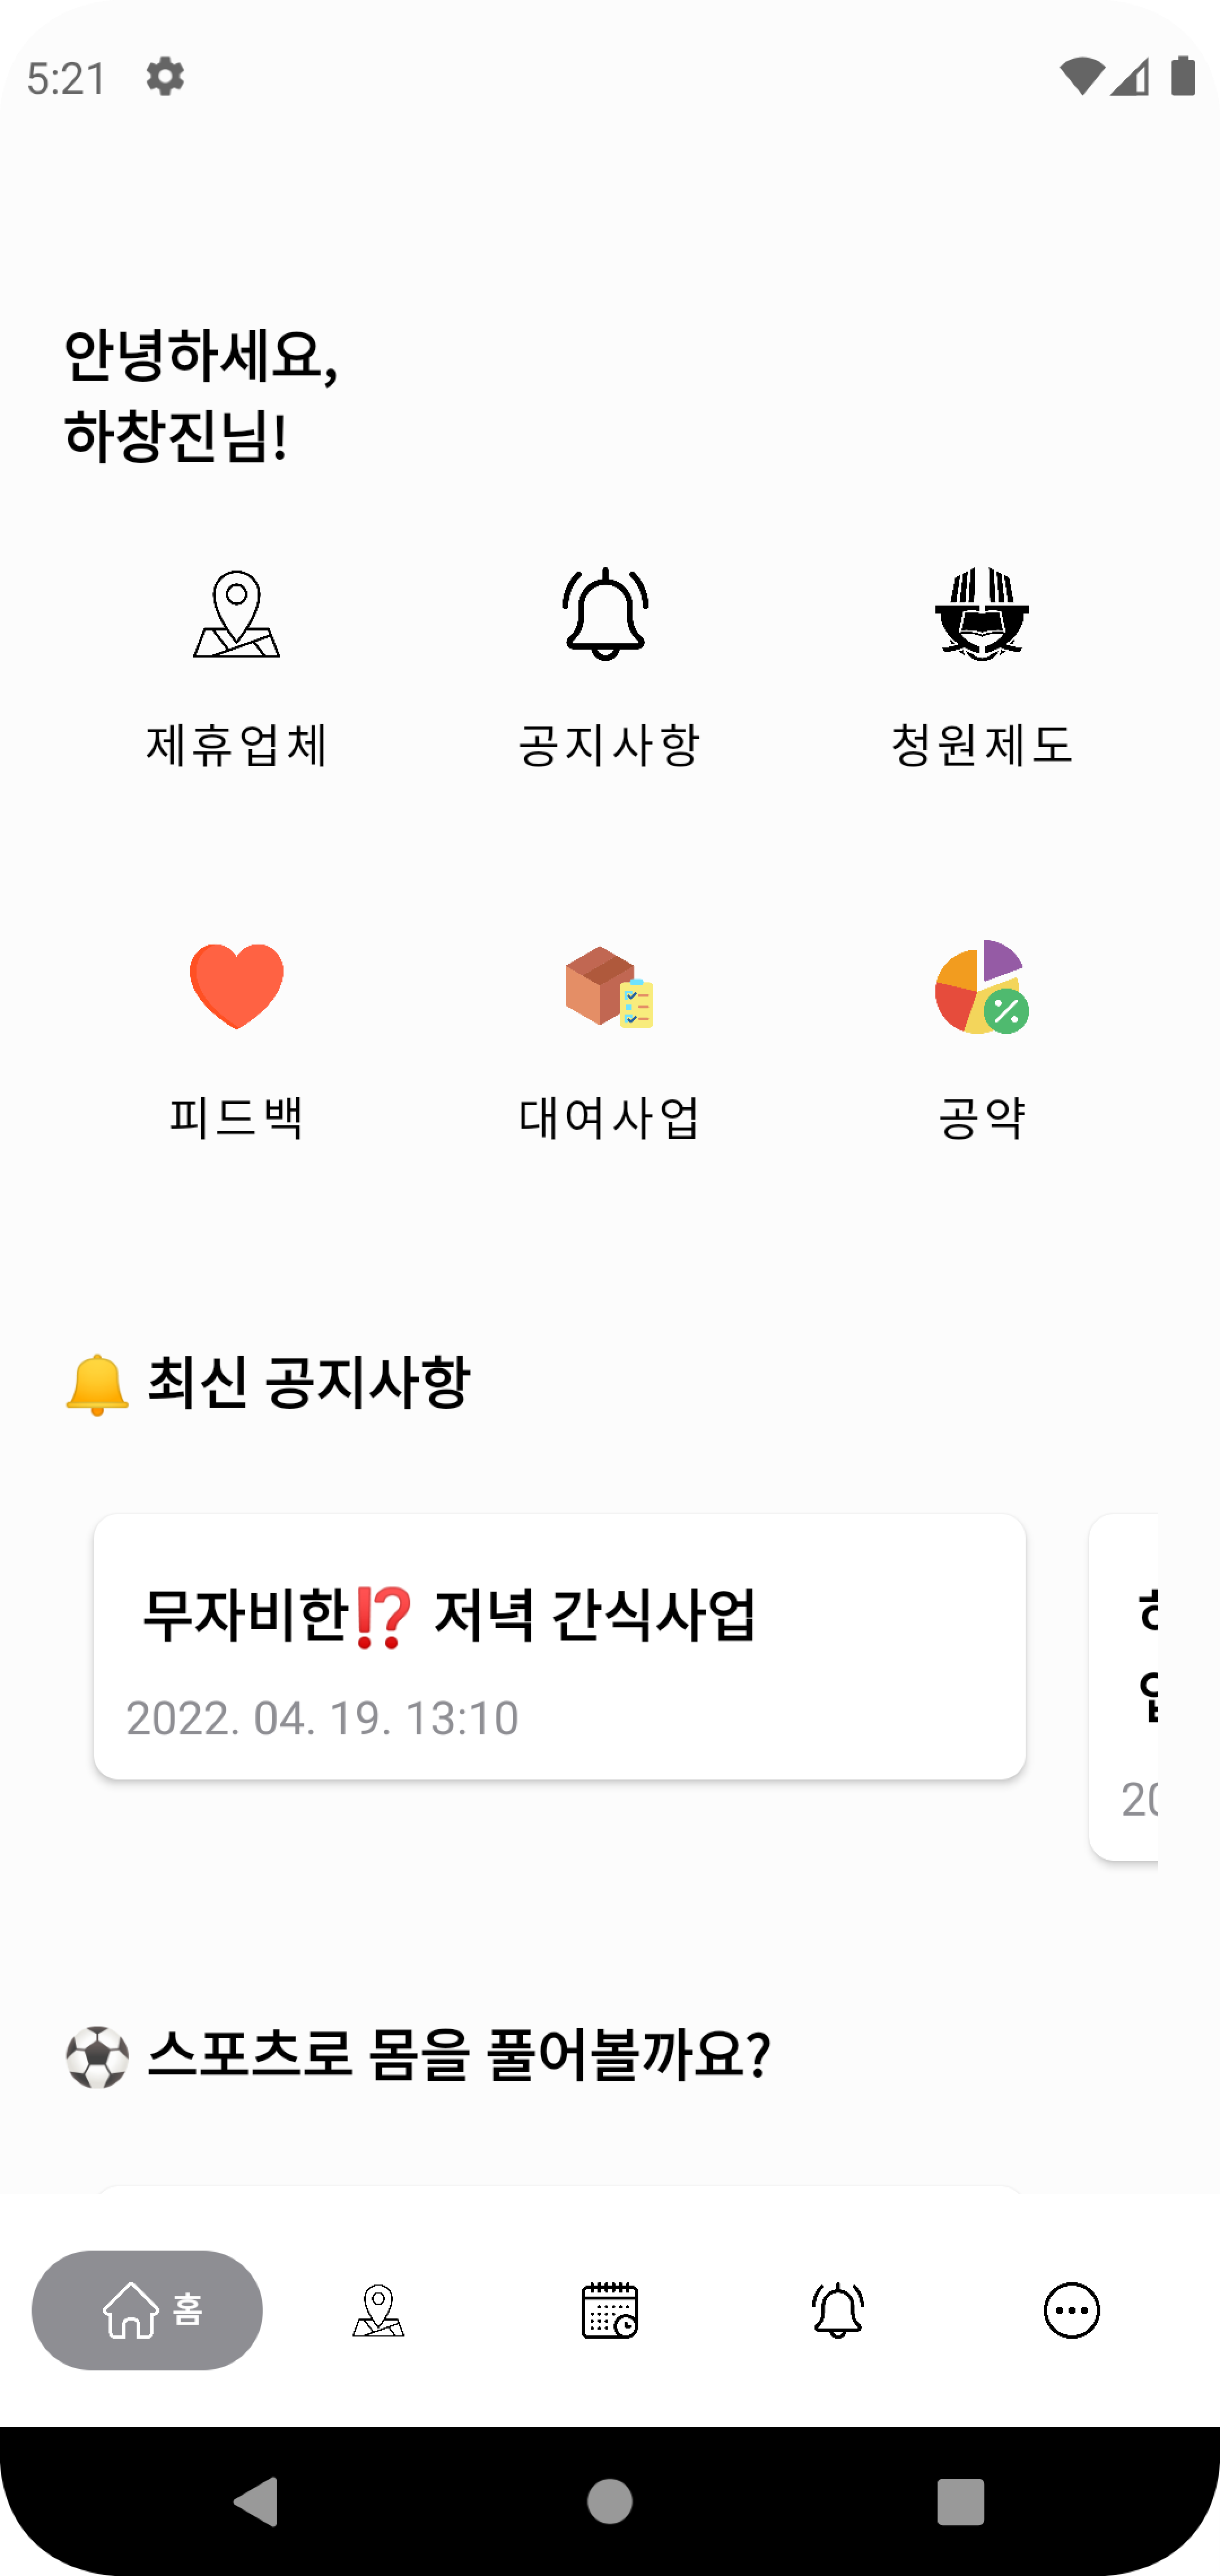 5:21
안녕하세요,
하창진님!
제휴업체
공지사항
청원제도
피드백
대여사업
공약
🔔 최신 공지사항
무자비한⁉️ 저녁 간식사업
2022. 04. 19. 13:10
20
⚽ 스포츠로 몸을 풀어볼까요?
홈